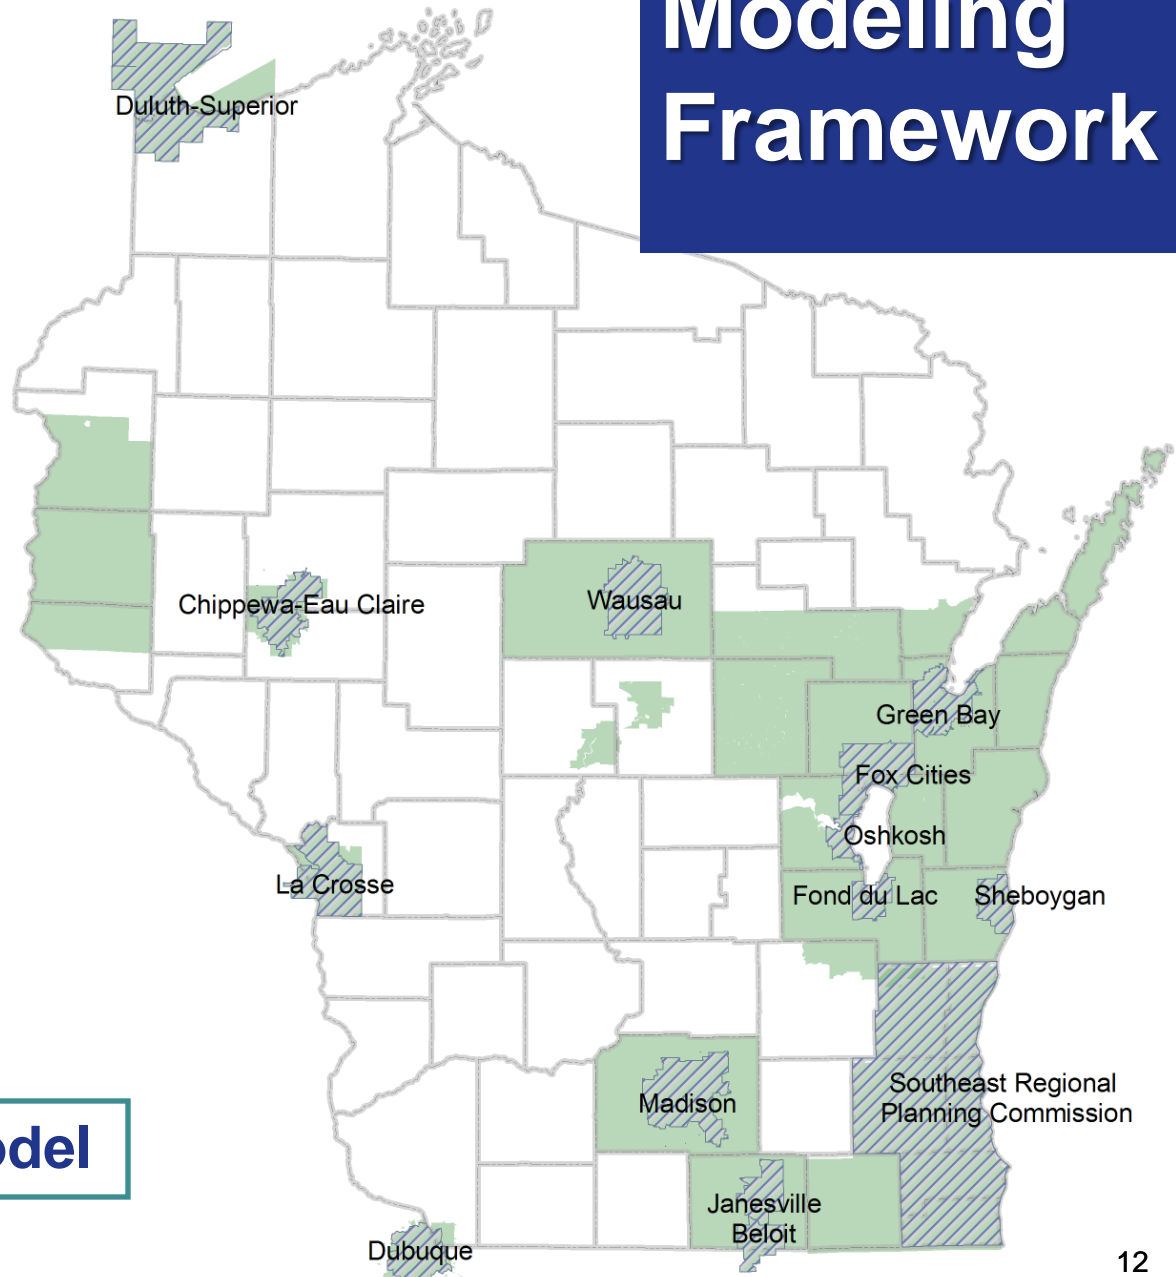 Modeling
Framework
Duluth-Superior
Chippewa-Eau Claire
Wausau
Green Bay
Fox Cities
Oshkosh
La Crosse
Fond du Lac
Sheboygan
Southeast Regional
Planning Commission
Madison
odel
Janesville
Beloit
Dubuque
12